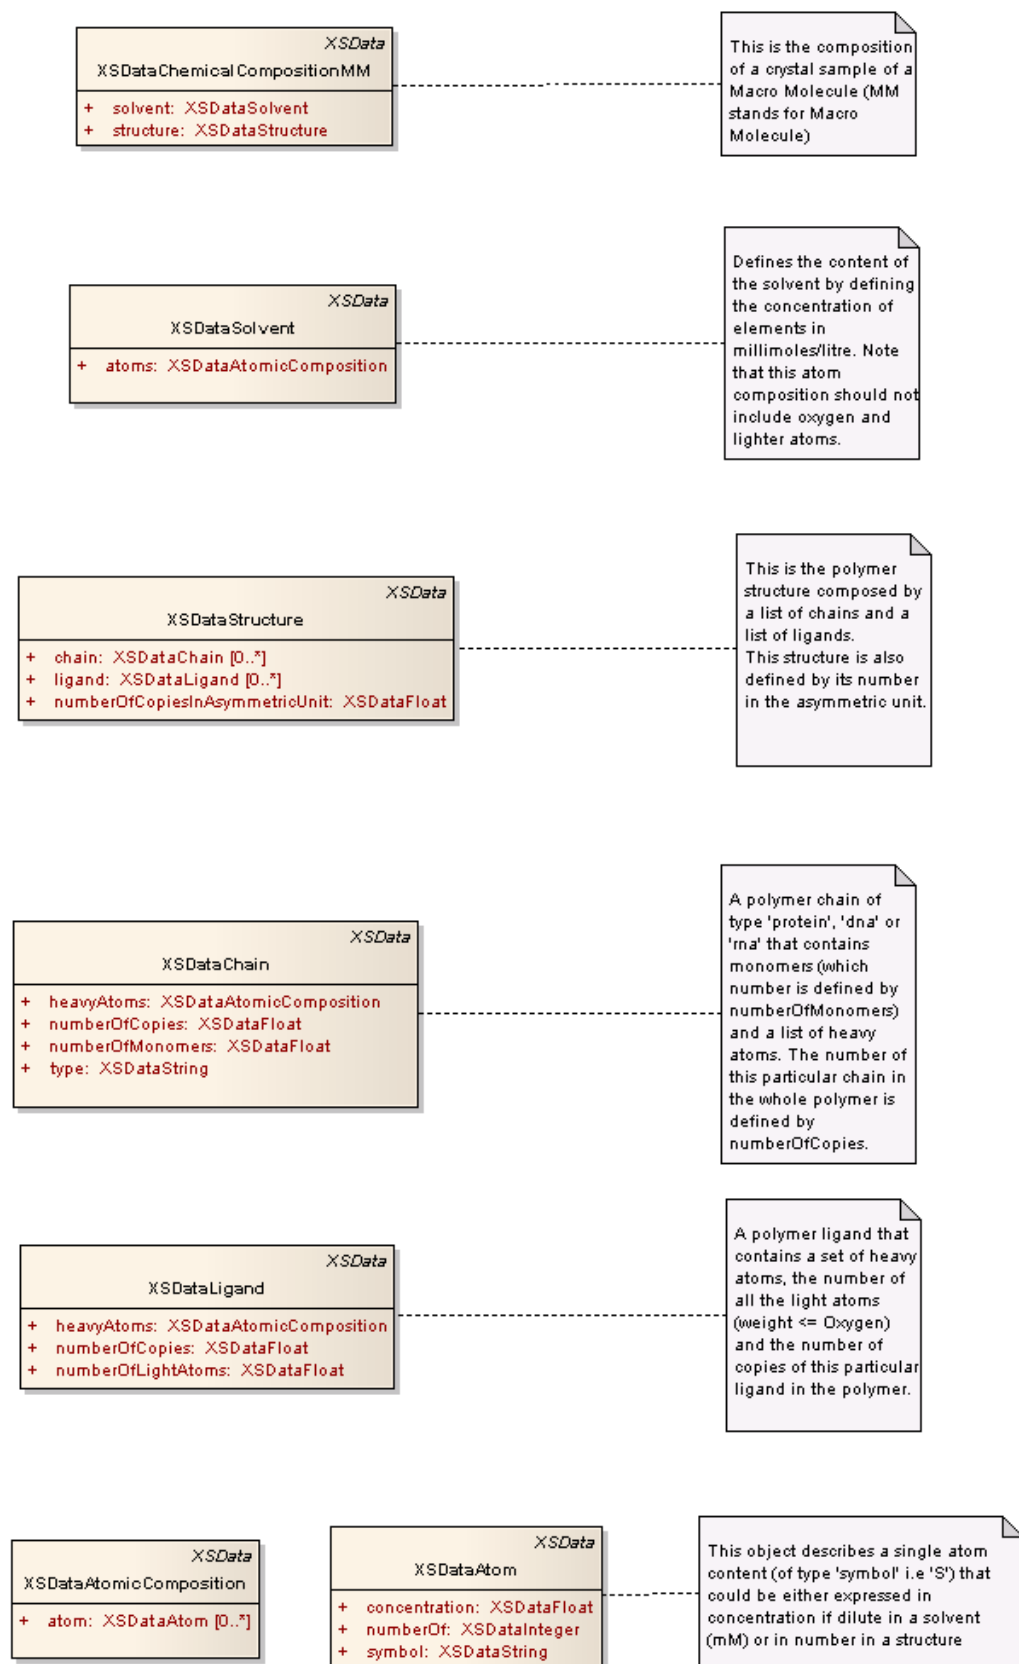 XSData
XSDataChemicalCompositionMM
+ solvent: XSDataSolvent
+ structure: XSDataStructure
This is the composition
of a crystal sample of a
Macro Molecule (MM
stands for Macro
Molecule)
XSData
XSDataSolvent
+ atoms: XSDataAtomicComposition
Defines the content of
the solvent by defining
the concentration of
elements in
millimoles/litre. Note
that this atom
composition should not
include oxygen and
lighter atoms.
XSData
XSDataStructure
+ chain: XSDataChain [0..*]
+ ligand: XSDataLigand [0..*]
+ numberOfCopiesInAsymmetricUnit: XSDataFloat
This is the polymer
structure composed by
a list of chains and a
list of ligands.
This structure is also
defined by its number
in the asymmetric unit.
XSData
XSDataChain
+ heavyAtoms: XSDataAtomicComposition
+ numberOfCopies: XSDataFloat
+ numberOfMonomers: XSDataFloat
+ type: XSDataString
A polymer chain of
type 'protein', 'dna' or
'rna' that contains
monomers (which
number is defined by
numberOfMonomers)
and a list of heavy
atoms. The number of
this particular chain in
the whole polymer is
defined by
numberOfCopies.
XSData
XSDataLigand
+ heavyAtoms: XSDataAtomicComposition
+ numberOfCopies: XSDataFloat
+ numberOfLightAtoms: XSDataFloat
A polymer ligand that
contains a set of heavy
atoms, the number of
all the light atoms
(weight <= Oxygen)
and the number of
copies of this particular
ligand in the polymer.
XSData
XSDataAtomicComposition
+ atom: XSDataAtom [0..*]
XSData
XSDataAtom
+ concentration: XSDataFloat
+ numberOf: XSDataInteger
+ symbol: XSDataString
This object describes a single atom
content (of type 'symbol' i.e 'S') that
could be either expressed in
concentration if dilute in a solvent
(mM) or in number in a structure